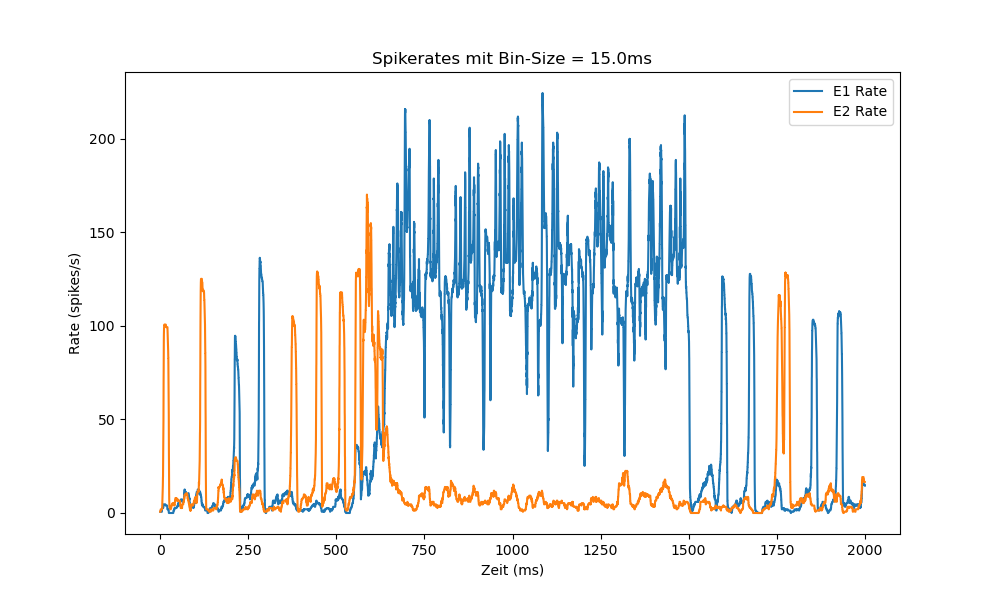 Spikerates mit Bin-Size = 15.0ms
E1 Rate
E2 Rate
200
150
100
50
0
Rate (spikes/s)
0 250 500 750 1000 1250 1500 1750 2000
Zeit (ms)